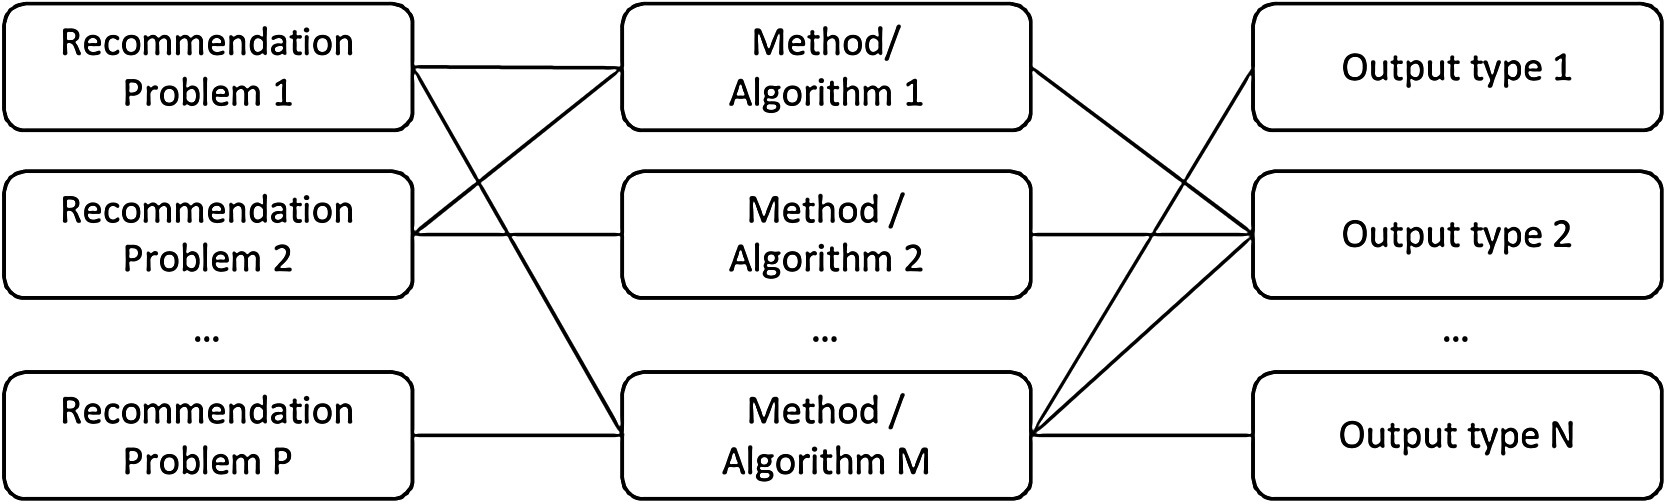 Recommendation
Problem 1
Method/
Algorithm 1
Output type 1
Recommendation
Problem 2
Method /
Algorithm 2
Output type 2
...
...
...
Recommendation
Problem P
Method /
Algorithm M
Output type N